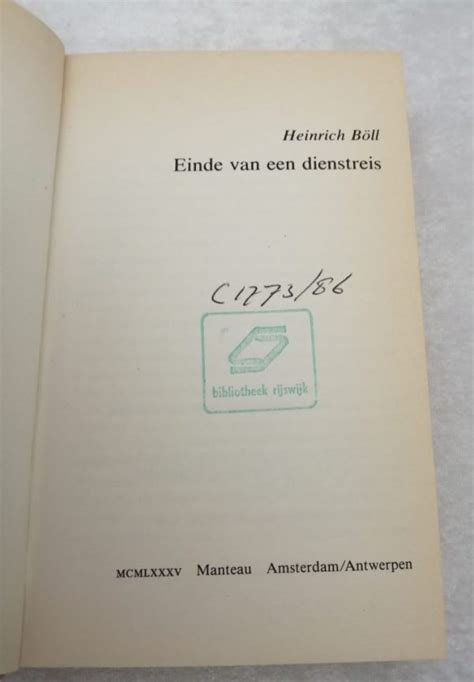 Heinrich Böll
Einde van een dienstreis
C1773/86
bibliotheek rijswijk
MCMLXXXV Manteau Amsterdam/Antwerpen